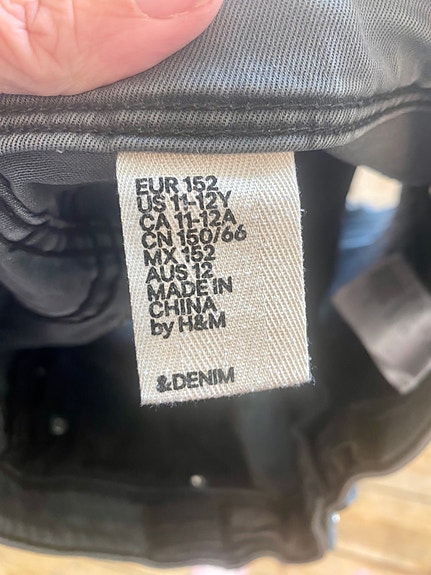 EUR 152
US 11-12Y
CA 11-12A
CN 150/66
MX 152
AUS 12
MADE IN
CHINA
by H&M
&DENIM